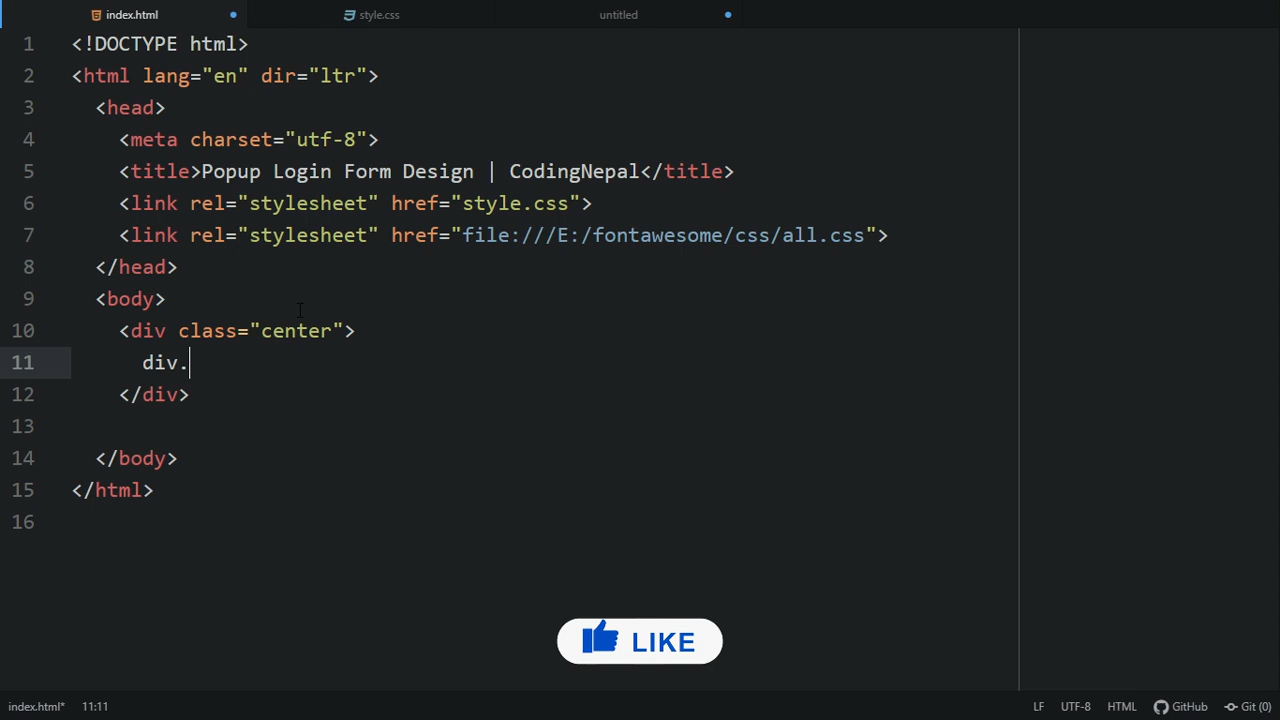 index.html style.css untitled
1 <!DOCTYPE html>
2 <html lang="en" dir="ltr">
3 <head>
4 <meta charset="utf-8">
5 <title>Popup Login Form Design | CodingNepal</title>
6 <link rel="stylesheet" href="style.css">
7 <link rel="stylesheet" href="file:///E:/fontawesome/css/all.css">
8 </head>
9 <body>
10 <div class="center">
11 div.
12 </div>
13
14 </body>
15 </html>
16
LIKE
index.html* 11:11 LF UTF-8 HTML GitHub Git (0)